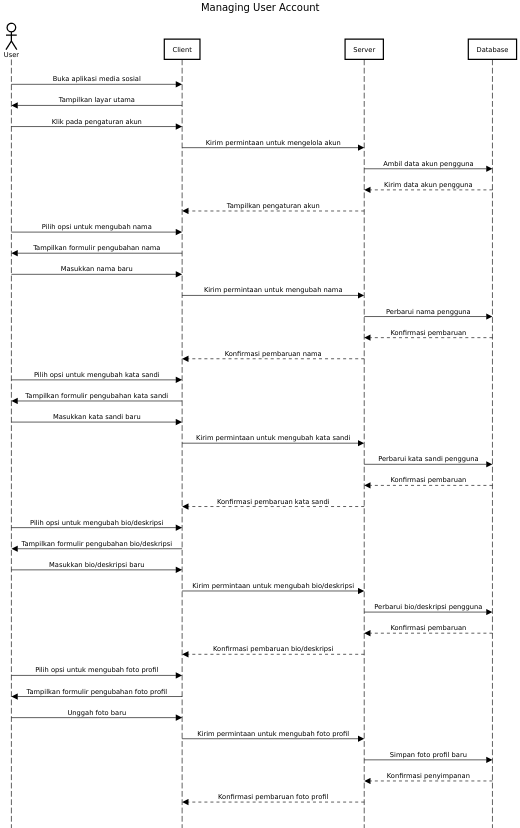 Managing User Account
User
Client
Server
Database
Buka aplikasi media sosial
Tampilkan layar utama
Klik pada pengaturan akun
Kirim permintaan untuk mengelola akun
Ambil data akun pengguna
Kirim data akun pengguna
Tampilkan pengaturan akun
Pilih opsi untuk mengubah nama
Tampilkan formulir pengubahan nama
Masukkan nama baru
Kirim permintaan untuk mengubah nama
Perbarui nama pengguna
Konfirmasi pembaruan
Konfirmasi pembaruan nama
Pilih opsi untuk mengubah kata sandi
Tampilkan formulir pengubahan kata sandi
Masukkan kata sandi baru
Kirim permintaan untuk mengubah kata sandi
Perbarui kata sandi pengguna
Konfirmasi pembaruan
Konfirmasi pembaruan kata sandi
Pilih opsi untuk mengubah bio/deskripsi
Tampilkan formulir pengubahan bio/deskripsi
Masukkan bio/deskripsi baru
Kirim permintaan untuk mengubah bio/deskripsi
Perbarui bio/deskripsi pengguna
Konfirmasi pembaruan
Konfirmasi pembaruan bio/deskripsi
Pilih opsi untuk mengubah foto profil
Tampilkan formulir pengubahan foto profil
Unggah foto baru
Kirim permintaan untuk mengubah foto profil
Simpan foto profil baru
Konfirmasi penyimpanan
Konfirmasi pembaruan foto profil